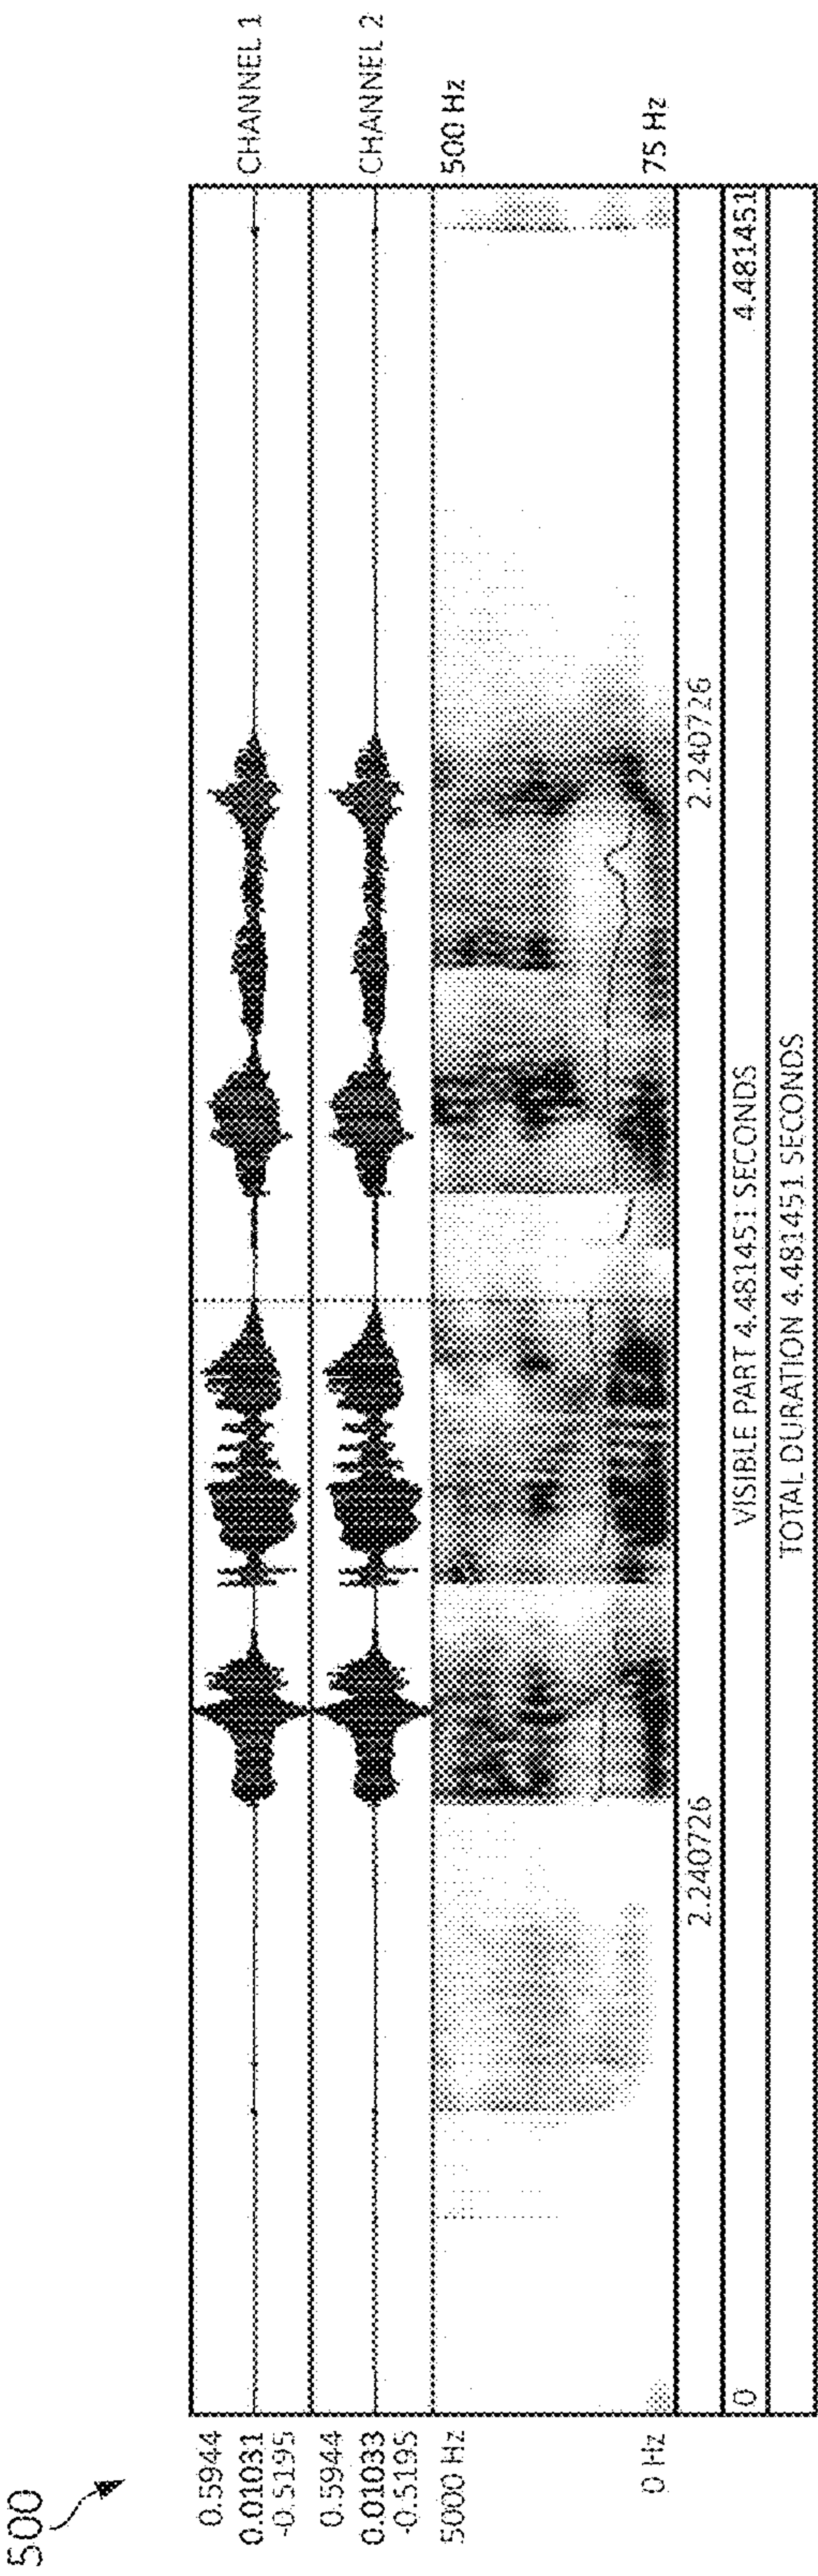 500
0.5944
0.01031
-0.5195
CHANNEL 1
0.5944
0.01033
-0.5195
CHANNEL 2
5000 Hz
500 Hz
0 Hz
75 Hz
2.240726
2.240726
0
VISIBLE PART 4.481451 SECONDS
4.481451
TOTAL DURATION 4.481451 SECONDS